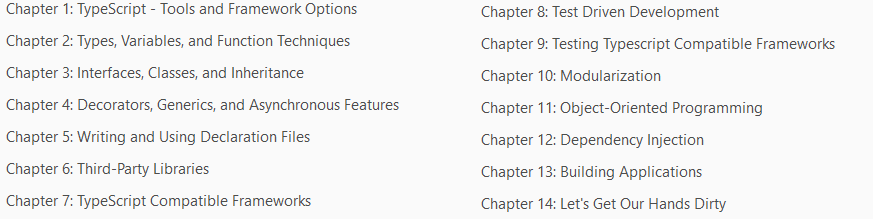 Chapter 1: TypeScript - Tools and Framework Options
Chapter 2: Types, Variables, and Function Techniques
Chapter 3: Interfaces, Classes, and Inheritance
Chapter 4: Decorators, Generics, and Asynchronous Features
Chapter 5: Writing and Using Declaration Files
Chapter 6: Third-Party Libraries
Chapter 7: TypeScript Compatible Frameworks
Chapter 8: Test Driven Development
Chapter 9: Testing Typescript Compatible Frameworks
Chapter 10: Modularization
Chapter 11: Object-Oriented Programming
Chapter 12: Dependency Injection
Chapter 13: Building Applications
Chapter 14: Let's Get Our Hands Dirty